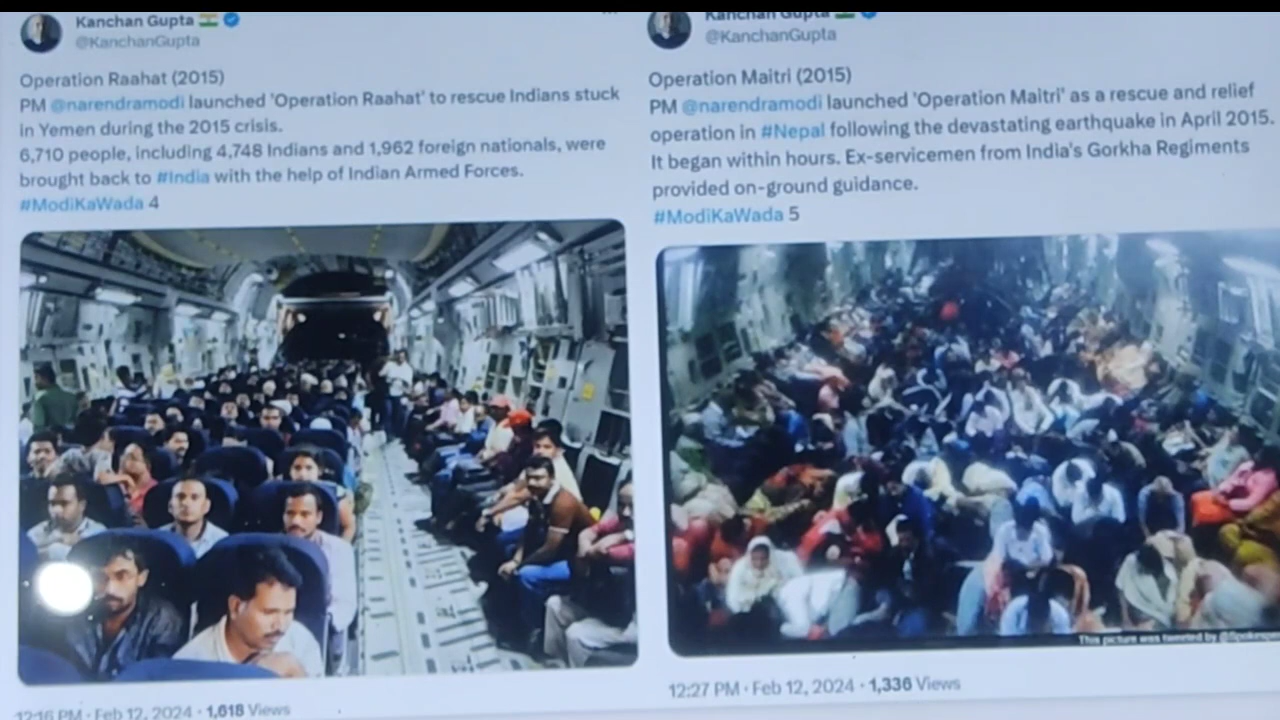 Kanchan Gupta
@KanchanGupta
Operation Raahat (2015)
PM @narendramodi launched 'Operation Raahat' to rescue Indians stuck
in Yemen during the 2015 crisis.
6,710 people, including 4,748 Indians and 1,962 foreign nationals, were
brought back to #India with the help of Indian Armed Forces.
#ModiKaWada 4
12:16 PM · Feb 12, 2024 · 1,618 Views
Kanchan Gupta
@KanchanGupta
Operation Maitri (2015)
PM @narendramodi launched 'Operation Maitri' as a rescue and relief
operation in #Nepal following the devastating earthquake in April 2015.
It began within hours. Ex-servicemen from India's Gorkha Regiments
provided on-ground guidance.
#ModiKaWada 5
This picture was tweeted by
12:27 PM · Feb 12, 2024 · 1,336 Views